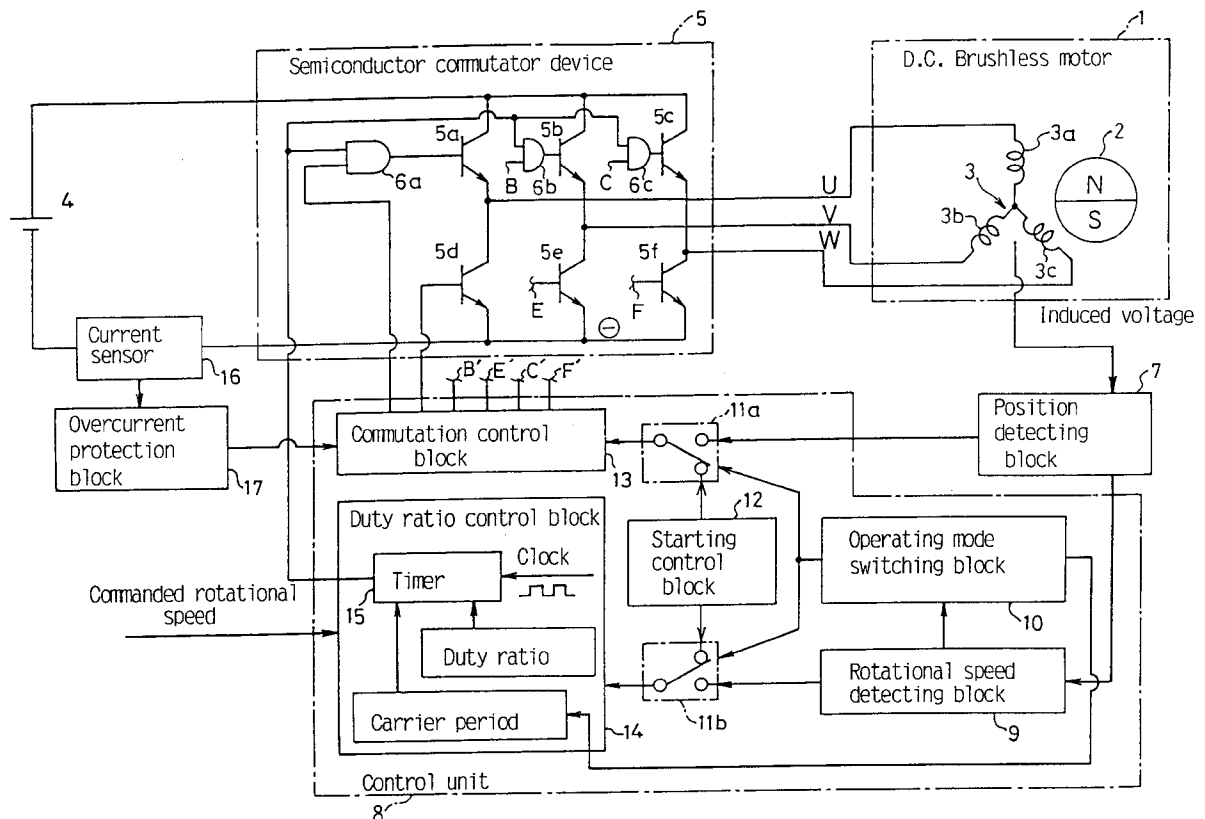 5
1
Semiconductor commutator device
D.C. Brushless motor
5a
5b
5c
6a
B
6b
C
6c
3a
2
N
S
3
3b
3c
4
U
V
W
5d
5e
5f
E
F
⊖
Induced voltage
Current
sensor
16
B′ E′ C′ F′
7
Overcurrent
protection
block
17
Commutation control
block
13
11a
Position
detecting
block
12
Duty ratio control block
Starting
control
block
Operating mode
switching block
10
Clock
Timer
15
Commanded rotational
speed
Duty ratio
Carrier period
14
11b
Rotational speed
detecting block
9
Control unit
8